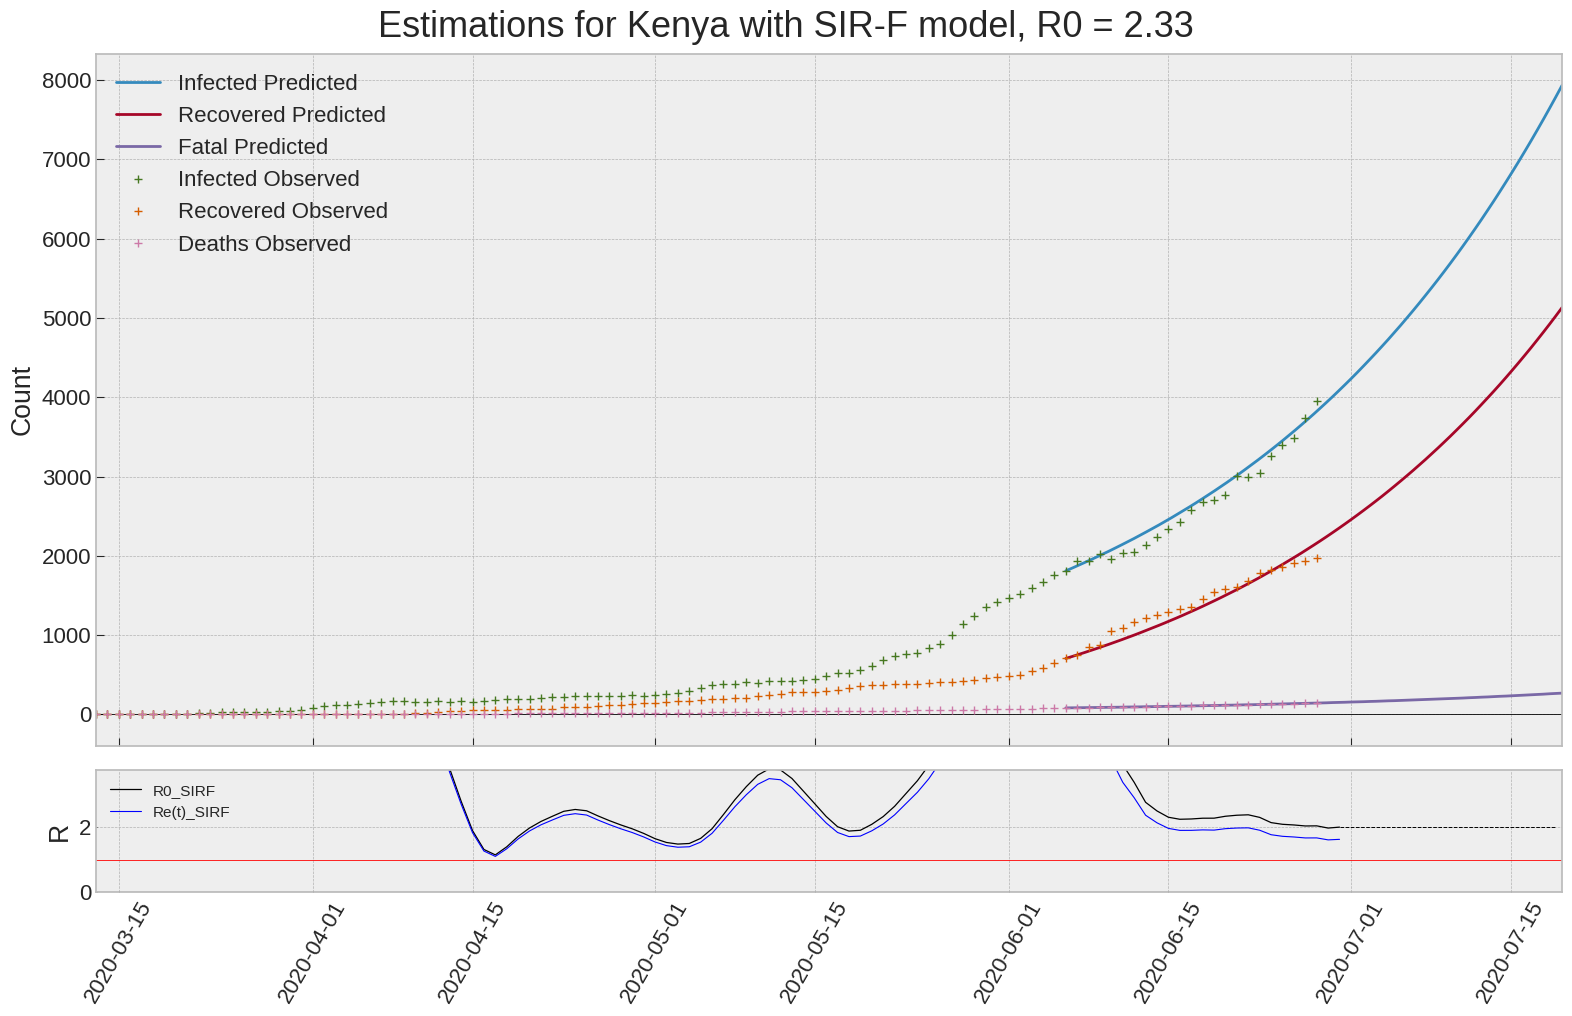 Estimations for Kenya with SIR-F model, R0 = 2.33
Count
8000
7000
6000
5000
4000
3000
2000
1000
0
Infected Predicted
Recovered Predicted
Fatal Predicted
Infected Observed
Recovered Observed
Deaths Observed
R
2
0
R0_SIRF
Re(t)_SIRF
2020-03-15
2020-04-01
2020-04-15
2020-05-01
2020-05-15
2020-06-01
2020-06-15
2020-07-01
2020-07-15